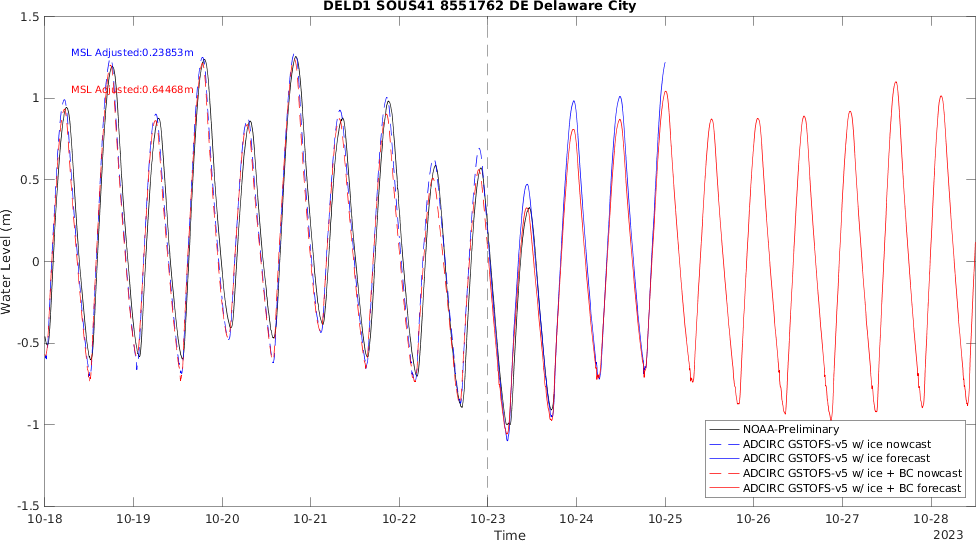 DELD1 SOUS41 8551762 DE Delaware City
1.5
1
0.5
0
-0.5
-1
-1.5
Water Level (m)
MSL Adjusted:0.23853m
MSL Adjusted:0.64468m
NOAA-Preliminary
ADCIRC GSTOFS-v5 w/ ice nowcast
ADCIRC GSTOFS-v5 w/ ice forecast
ADCIRC GSTOFS-v5 w/ ice + BC nowcast
ADCIRC GSTOFS-v5 w/ ice + BC forecast
10-18 10-19 10-20 10-21 10-22 10-23 10-24 10-25 10-26 10-27 10-28
Time
2023